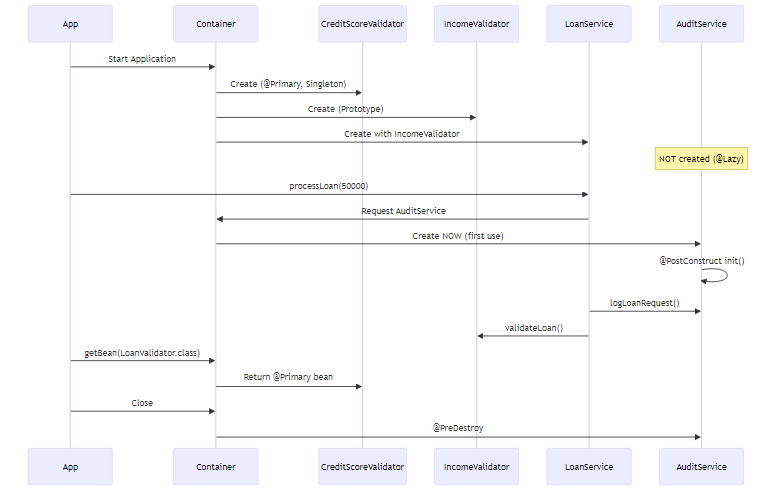 App
Container
CreditScoreValidator
IncomeValidator
LoanService
AuditService
Start Application
Create (@Primary, Singleton)
Create (Prototype)
Create with IncomeValidator
NOT created (@Lazy)
processLoan(50000)
Request AuditService
Create NOW (first use)
@PostConstruct init()
logLoanRequest()
validateLoan()
getBean(LoanValidator.class)
Return @Primary bean
Close
@PreDestroy
App
Container
CreditScoreValidator
IncomeValidator
LoanService
AuditService